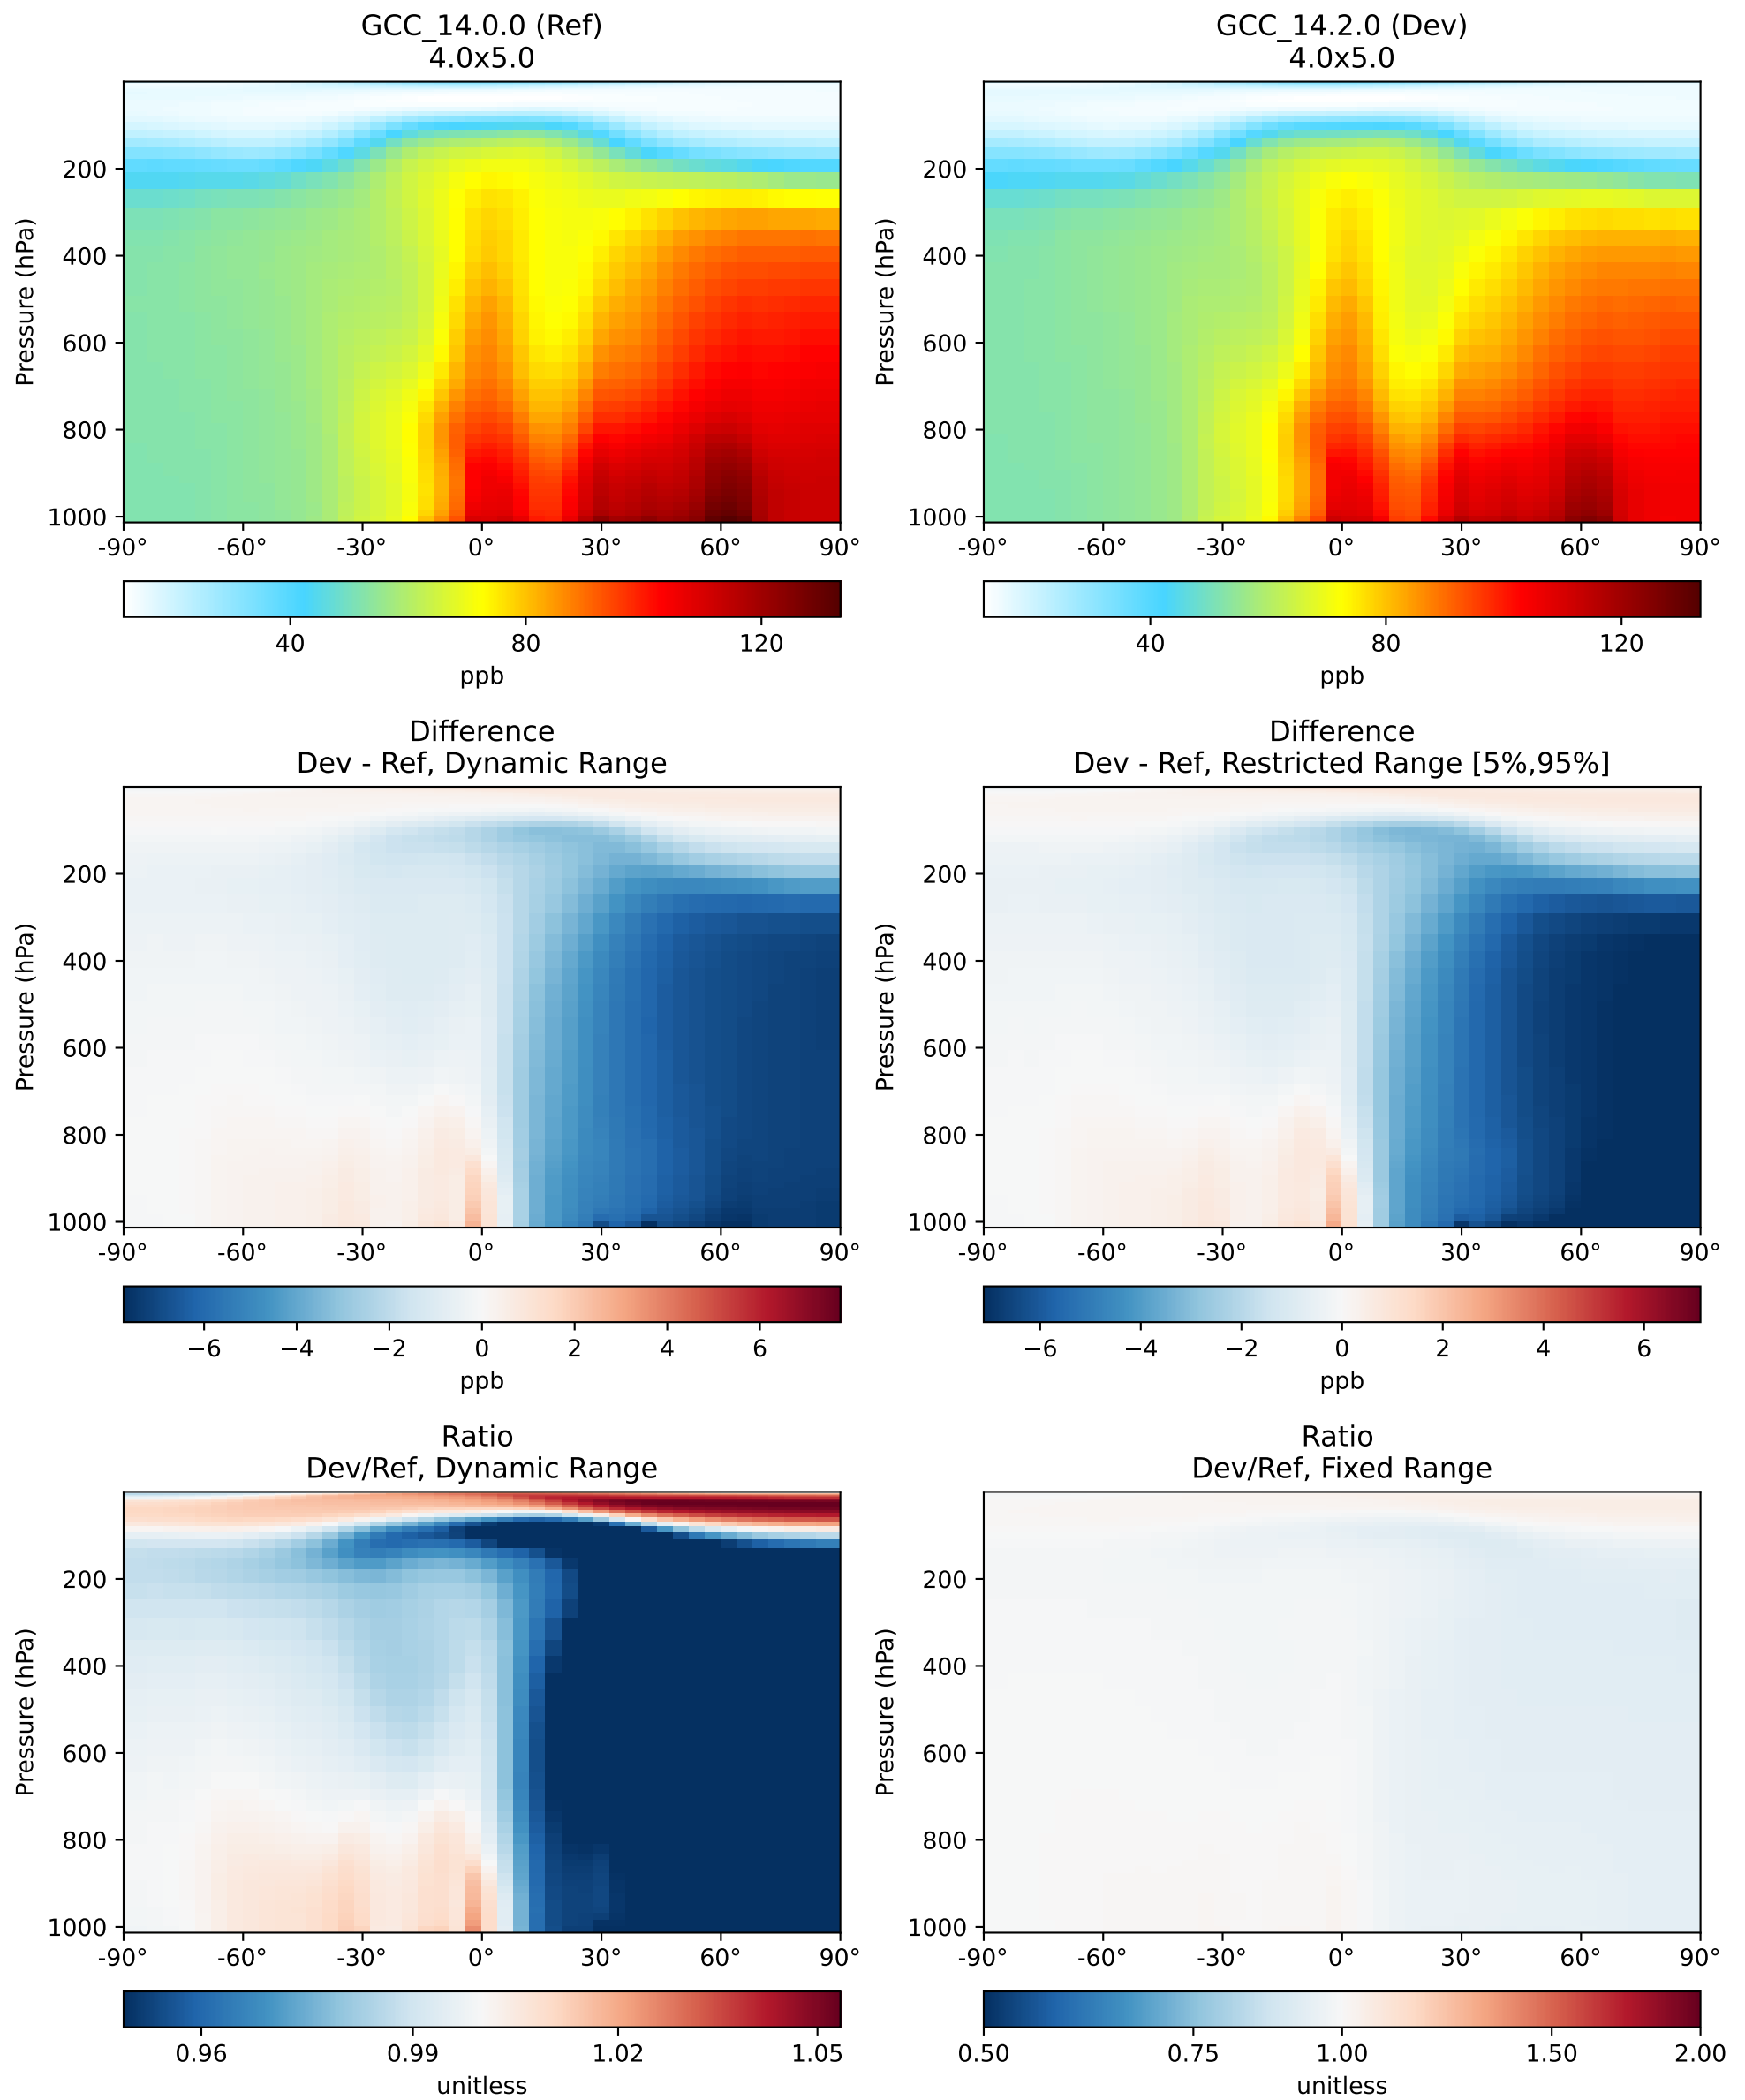 GCC_14.0.0 (Ref)
4.0x5.0
Pressure (hPa)
200
400
600
800
1000
-90° -60° -30° 0° 30° 60° 90°
40 80 120
ppb
GCC_14.2.0 (Dev)
4.0x5.0
Pressure (hPa)
200
400
600
800
1000
-90° -60° -30° 0° 30° 60° 90°
40 80 120
ppb
Difference
Dev - Ref, Dynamic Range
Pressure (hPa)
200
400
600
800
1000
-90° -60° -30° 0° 30° 60° 90°
−6 −4 −2 0 2 4 6
ppb
Difference
Dev - Ref, Restricted Range [5%,95%]
Pressure (hPa)
200
400
600
800
1000
-90° -60° -30° 0° 30° 60° 90°
−6 −4 −2 0 2 4 6
ppb
Ratio
Dev/Ref, Dynamic Range
Pressure (hPa)
200
400
600
800
1000
-90° -60° -30° 0° 30° 60° 90°
0.96 0.99 1.02 1.05
unitless
Ratio
Dev/Ref, Fixed Range
Pressure (hPa)
200
400
600
800
1000
-90° -60° -30° 0° 30° 60° 90°
0.50 0.75 1.00 1.50 2.00
unitless